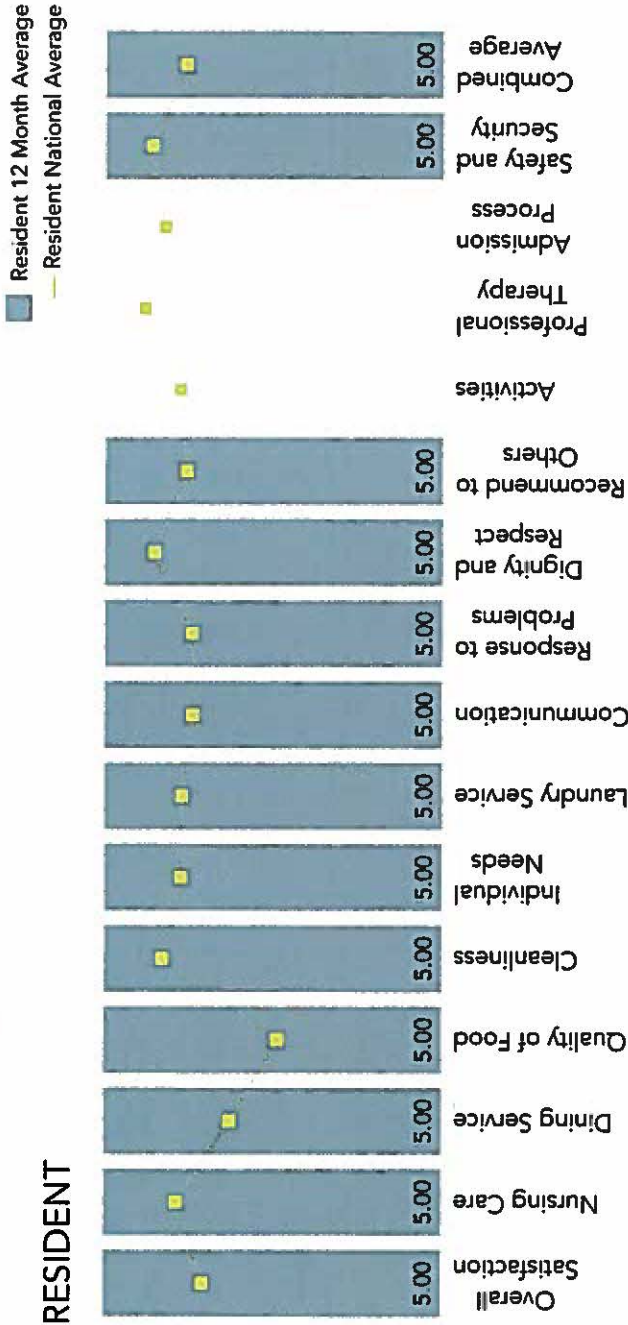 RESIDENT
Resident 12 Month Average
Resident National Average
5.00
5.00
5.00
5.00
5.00
5.00
5.00
5.00
5.00
5.00
5.00
5.00
Overall
Satisfaction
Nursing Care
Dining Service
Quality of Food
Cleanliness
Individual
Needs
Laundry Service
Communication
Response to
Problems
Dignity and
Respect
Recommend to
Others
Activities
Professional
Therapy
Admission
Process
Safety and
Security
Combined
Average